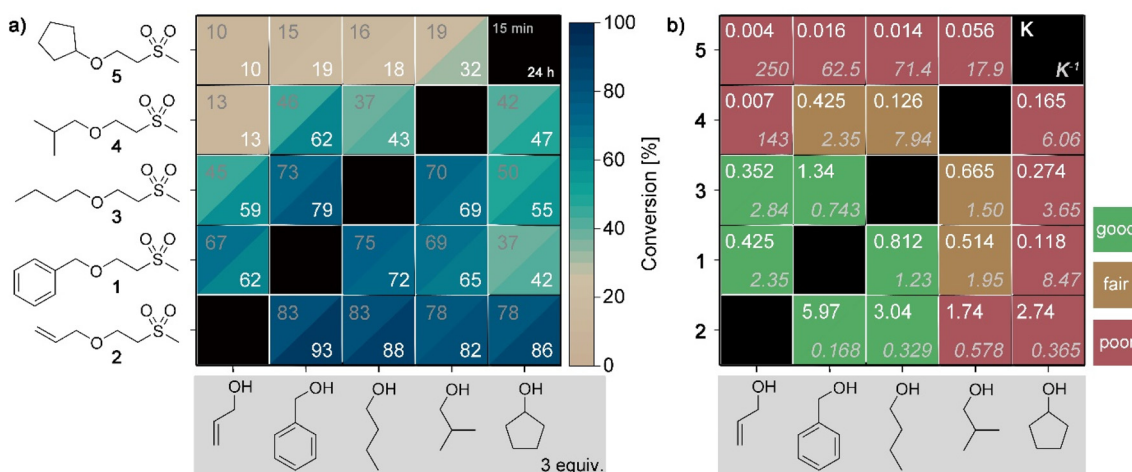 a)
O O
S
O
5
10 15 16 19 15 min
10 19 18 32 24 h
O O
S
O
4
13 46 37 42
13 62 43 47
O O
S
O
3
45 73 70 50
59 79 69 55
O O
S
O
1
67 75 69 37
62 72 65 42
O O
S
O
2
83 83 78 78
93 88 82 86
OH OH OH OH OH
3 equiv.
100
80
60
40
20
0
Conversion [%]
b)
5
0.004 0.016 0.014 0.056 K
250 62.5 71.4 17.9 K-1
4
0.007 0.425 0.126 0.165
143 2.35 7.94 6.06
3
0.352 1.34 0.665 0.274
2.84 0.743 1.50 3.65
1
0.425 0.812 0.514 0.118
2.35 1.23 1.95 8.47
2
5.97 3.04 1.74 2.74
0.168 0.329 0.578 0.365
OH OH OH OH OH
good
fair
poor